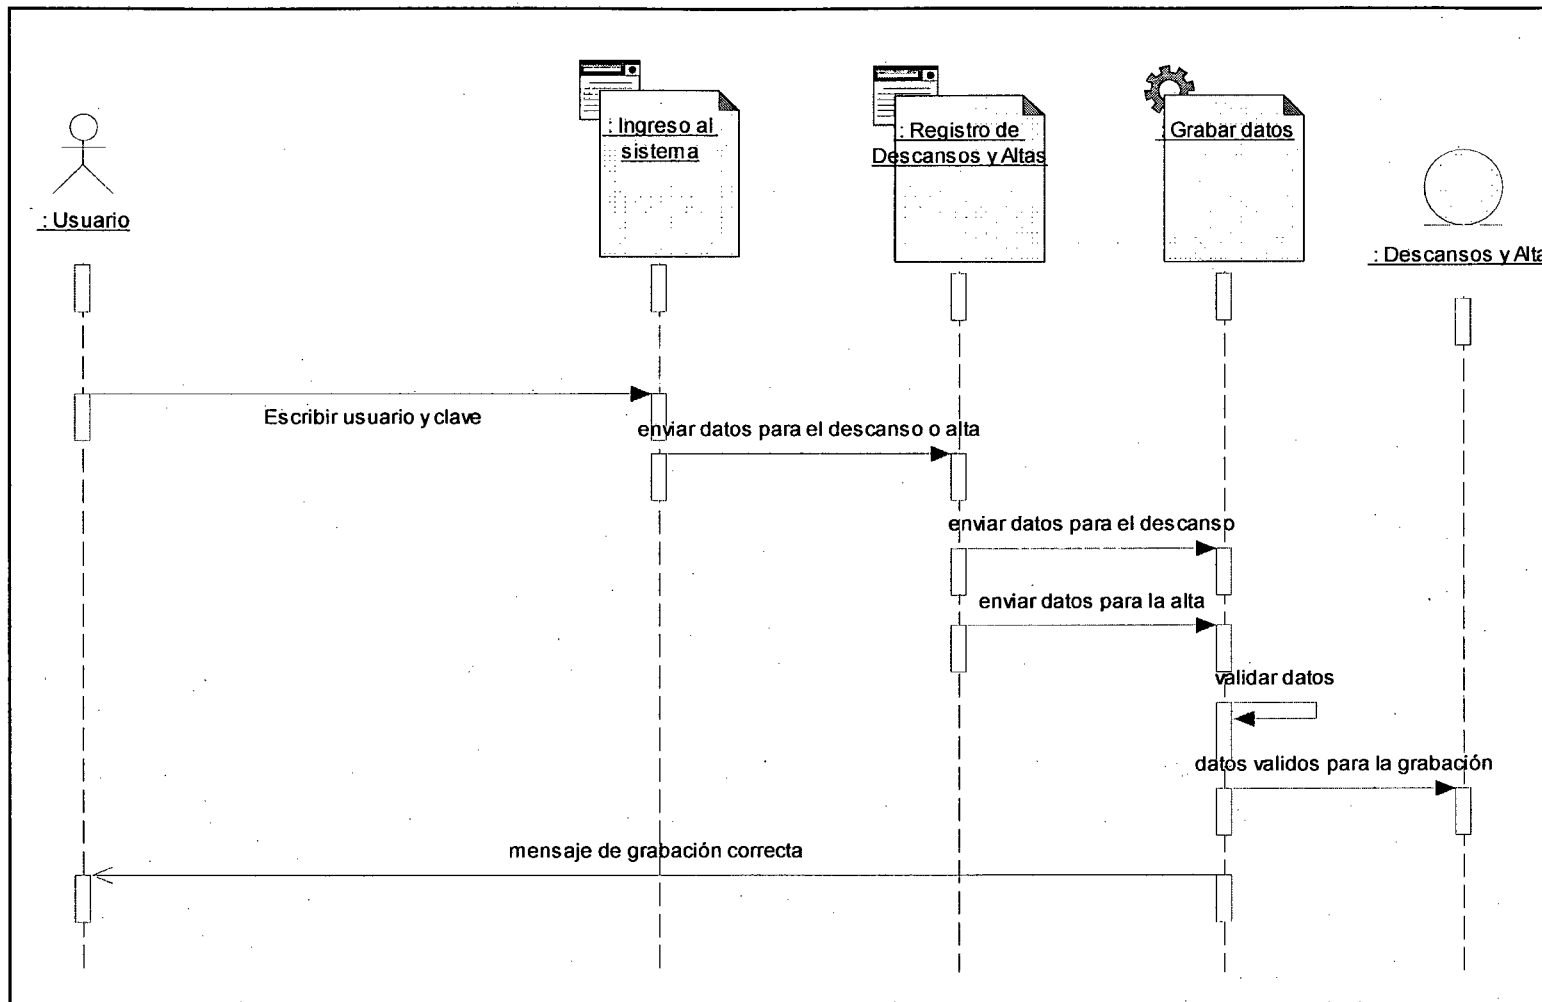 : Ingreso al
sistema
: Registro de
Descansos y Altas
: Grabar datos
: Usuario
: Descansos y Alta
Escribir usuario y clave
enviar datos para el descanso o alta
enviar datos para el descanso
enviar datos para la alta
validar datos
datos validos para la grabación
mensaje de grabación correcta